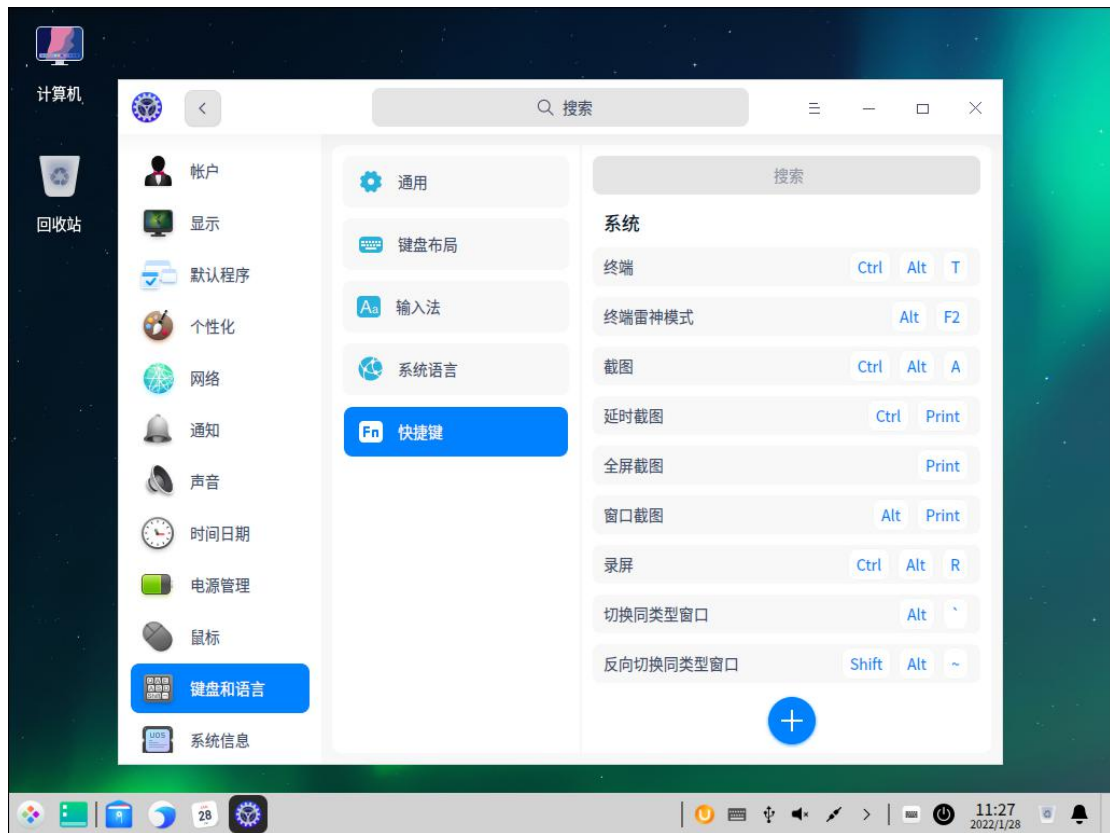 计算机
回收站
搜索
帐户
显示
默认程序
个性化
网络
通知
声音
时间日期
电源管理
鼠标
键盘和语言
UOS
系统信息
通用
键盘布局
Aa 输入法
系统语言
Fn 快捷键
搜索
系统
终端 Ctrl Alt T
终端雷神模式 Alt F2
截图 Ctrl Alt A
延时截图 Ctrl Print
全屏截图 Print
窗口截图 Alt Print
录屏 Ctrl Alt R
切换同类型窗口 Alt `
反向切换同类型窗口 Shift Alt ~
28
11:27
2022/1/28